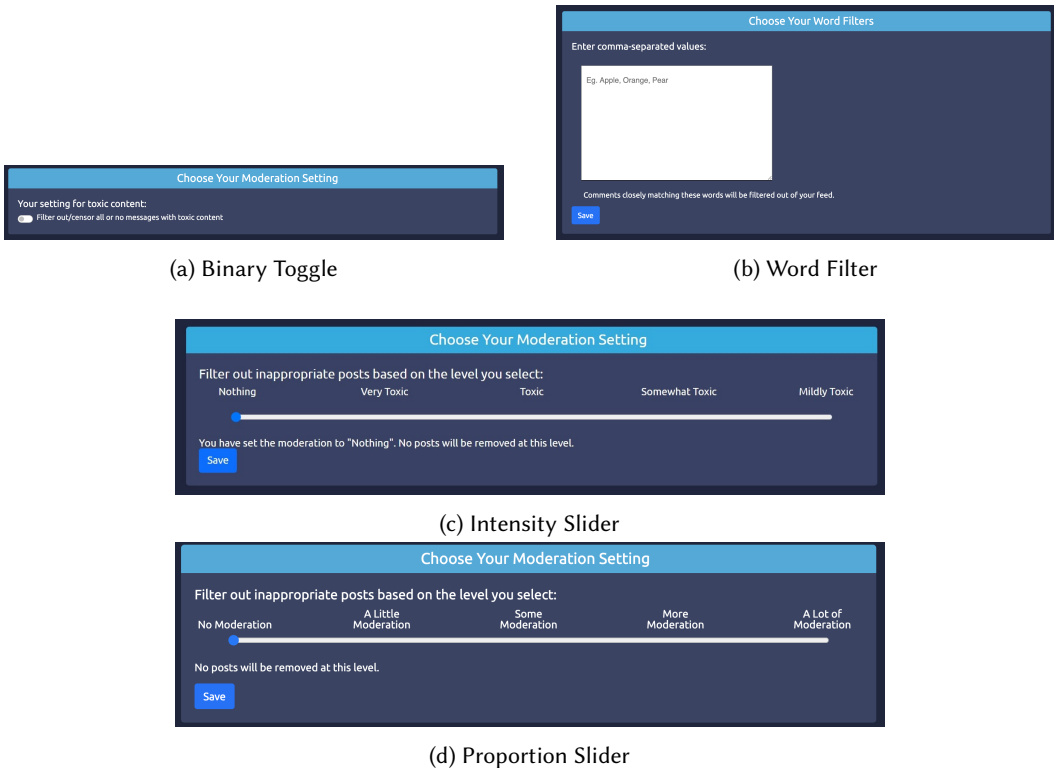 Choose Your Moderation Setting
Your setting for toxic content:
Filter out/censor all or no messages with toxic content
(a) Binary Toggle
Choose Your Word Filters
Enter comma-separated values:
Eg. Apple, Orange, Pear
Comments closely matching these words will be filtered out of your feed.
Save
(b) Word Filter
Choose Your Moderation Setting
Filter out inappropriate posts based on the level you select:
Nothing Very Toxic Toxic Somewhat Toxic Mildly Toxic
You have set the moderation to "Nothing". No posts will be removed at this level.
Save
(c) Intensity Slider
Choose Your Moderation Setting
Filter out inappropriate posts based on the level you select:
No Moderation A Little Moderation Some Moderation More Moderation A Lot of Moderation
No posts will be removed at this level.
Save
(d) Proportion Slider